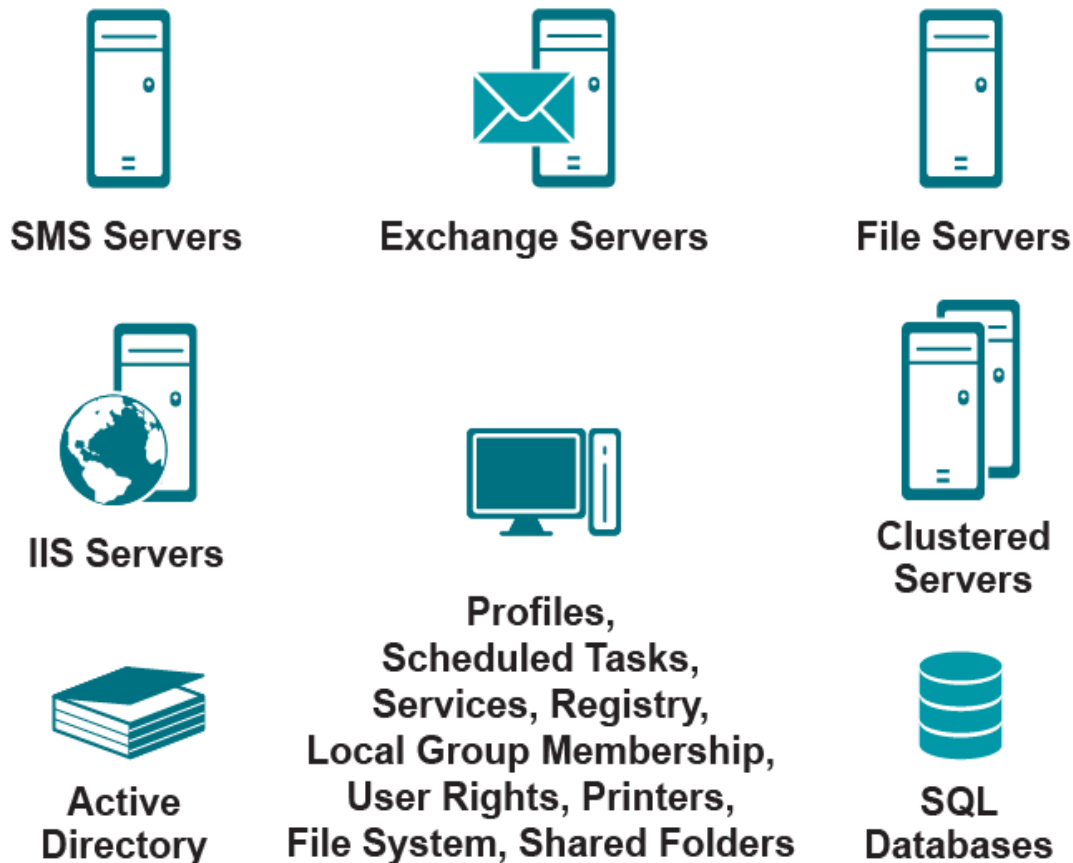 SMS Servers
Exchange Servers
File Servers
IIS Servers
Clustered
Servers
Profiles,
Scheduled Tasks,
Services, Registry,
Local Group Membership,
User Rights, Printers,
File System, Shared Folders
Active
Directory
SQL
Databases